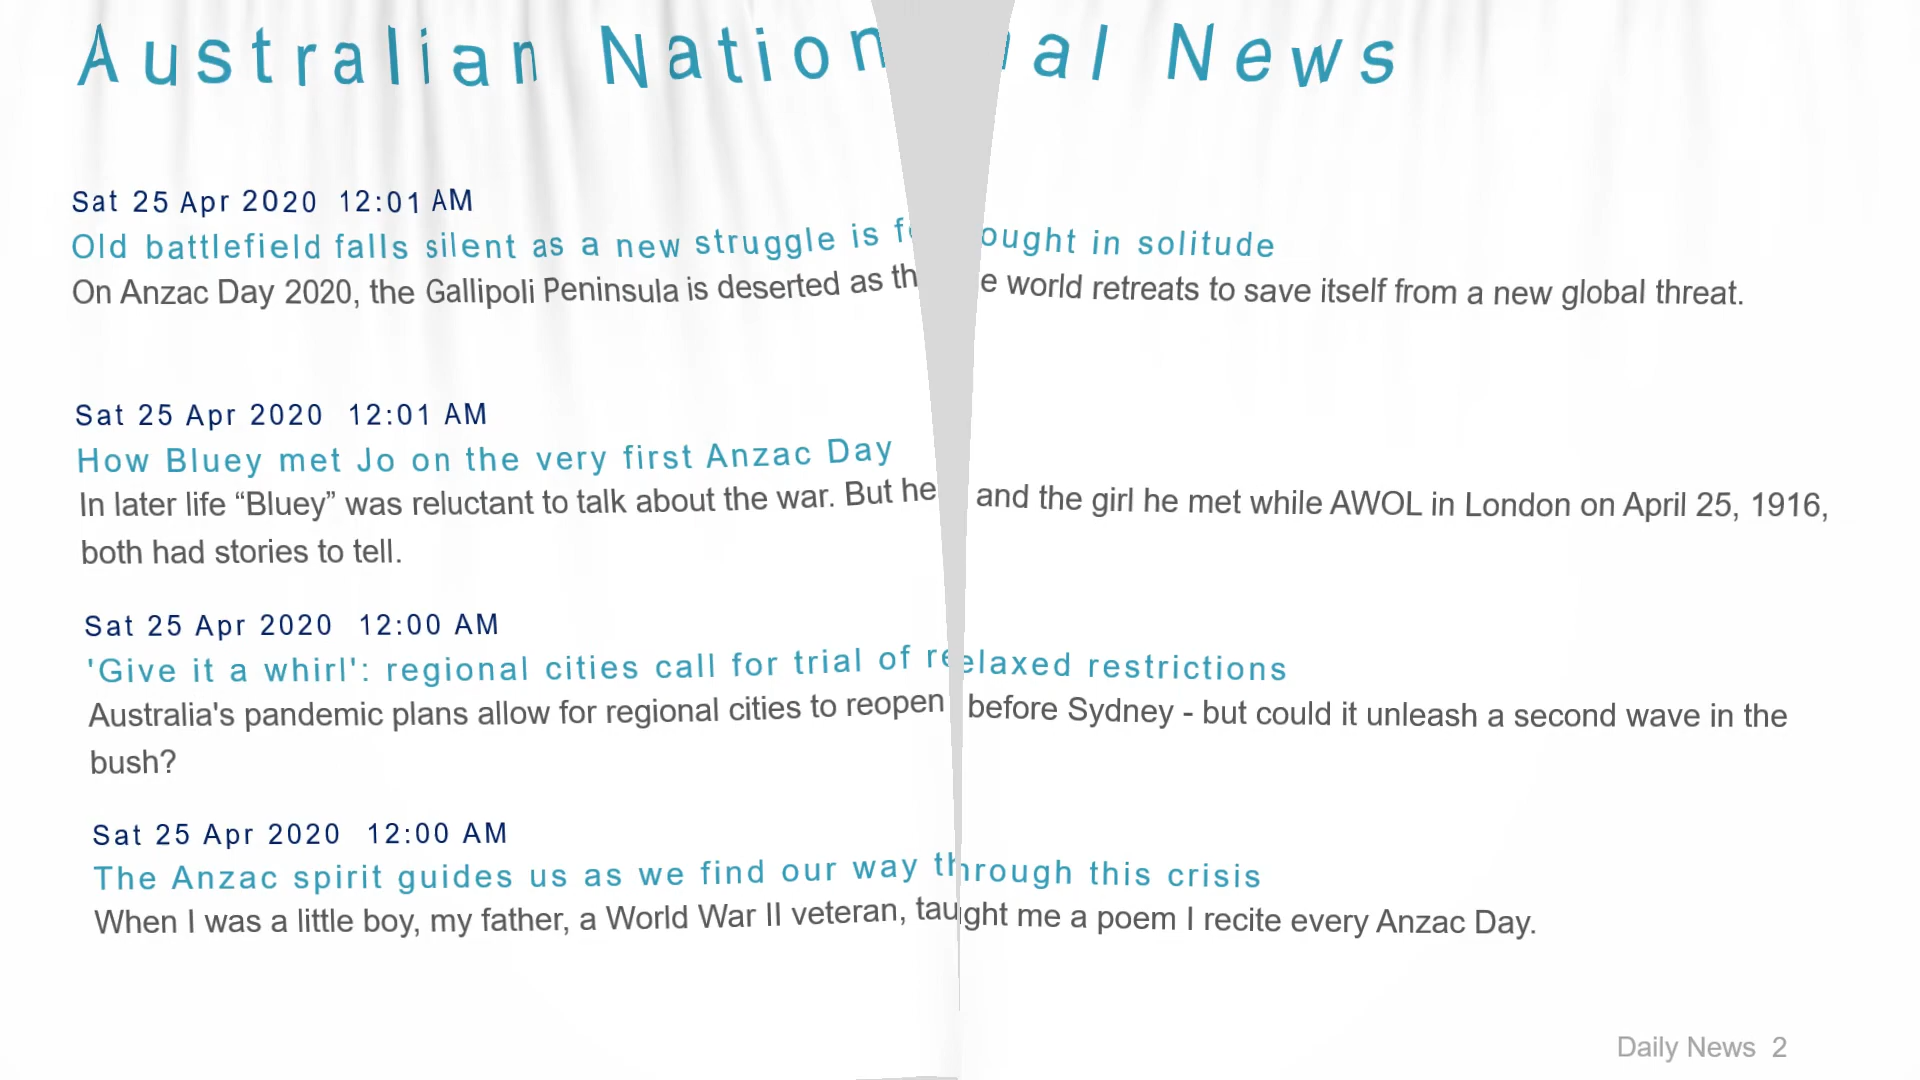 Australian National News
Sat 25 Apr 2020 12:01 AM
Old battlefield falls silent as a new struggle is fought in solitude
On Anzac Day 2020, the Gallipoli Peninsula is deserted as the world retreats to save itself from a new global threat.
Sat 25 Apr 2020 12:01 AM
How Bluey met Jo on the very first Anzac Day
In later life “Bluey” was reluctant to talk about the war. But he and the girl he met while AWOL in London on April 25, 1916,
both had stories to tell.
Sat 25 Apr 2020 12:00 AM
'Give it a whirl': regional cities call for trial of relaxed restrictions
Australia's pandemic plans allow for regional cities to reopen before Sydney - but could it unleash a second wave in the
bush?
Sat 25 Apr 2020 12:00 AM
The Anzac spirit guides us as we find our way through this crisis
When I was a little boy, my father, a World War II veteran, taught me a poem I recite every Anzac Day.
Daily News 2